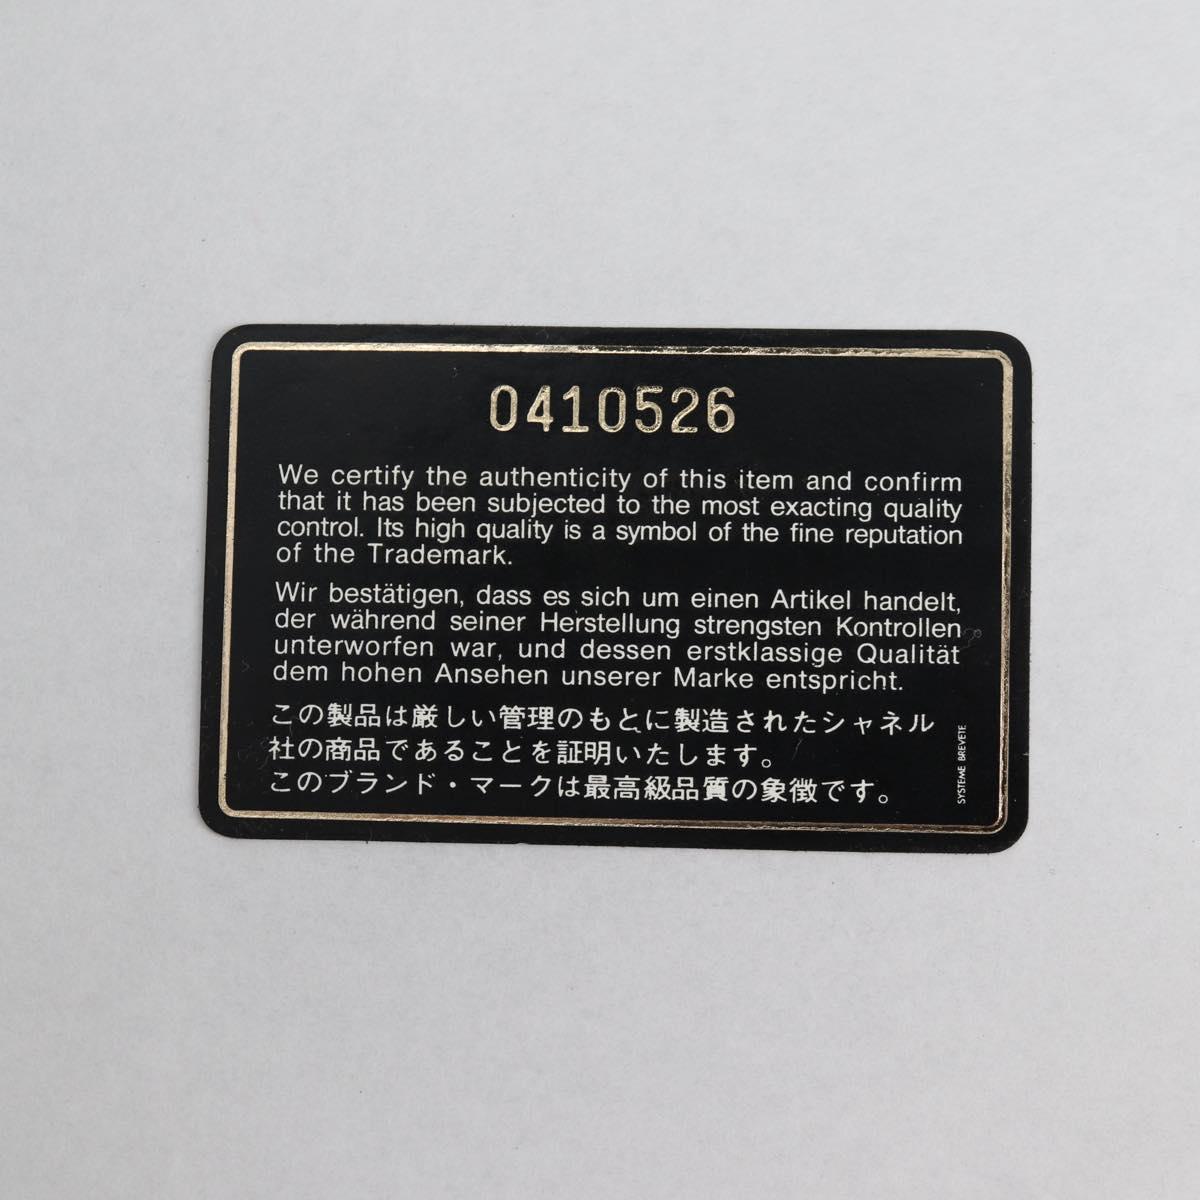 0410526
We certify the authenticity of this item and confirm
that it has been subjected to the most exacting quality
control. Its high quality is a symbol of the fine reputation
of the Trademark.
Wir bestätigen, dass es sich um einen Artikel handelt,
der während seiner Herstellung strengsten Kontrollen
unterworfen war, und dessen erstklassige Qualität
dem hohen Ansehen unserer Marke entspricht.
この製品は厳しい管理のもとに製造されたシャネル
社の商品であることを証明いたします。
このブランド・マークは最高級品質の象徴です。
SYSTEME BREVETE